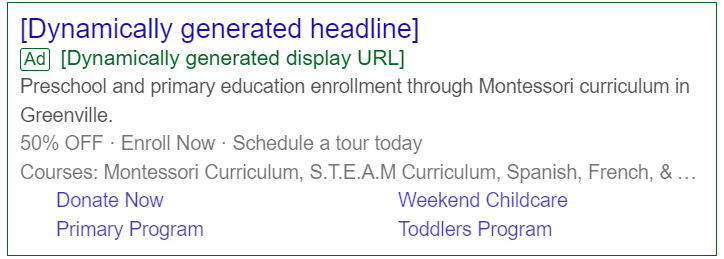 [Dynamically generated headline]
Ad [Dynamically generated display URL]
Preschool and primary education enrollment through Montessori curriculum in
Greenville.
50% OFF · Enroll Now · Schedule a tour today
Courses: Montessori Curriculum, S.T.E.A.M Curriculum, Spanish, French, & ...
Donate Now Weekend Childcare
Primary Program Toddlers Program